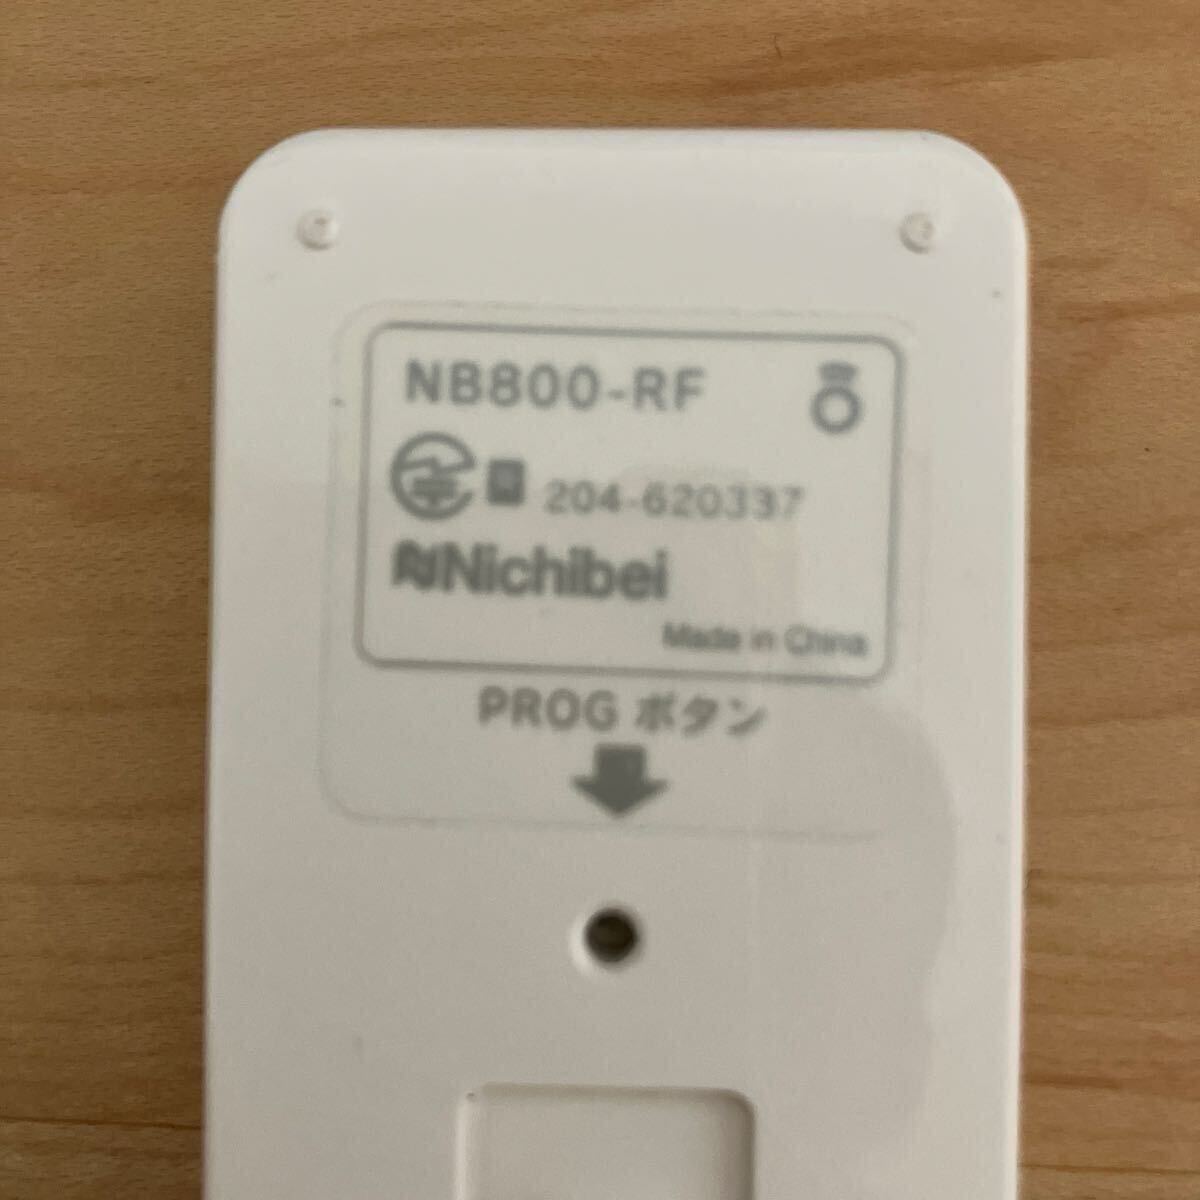 NB800-RF
204-620337
Nichibei
Made in China
PROG ボタン